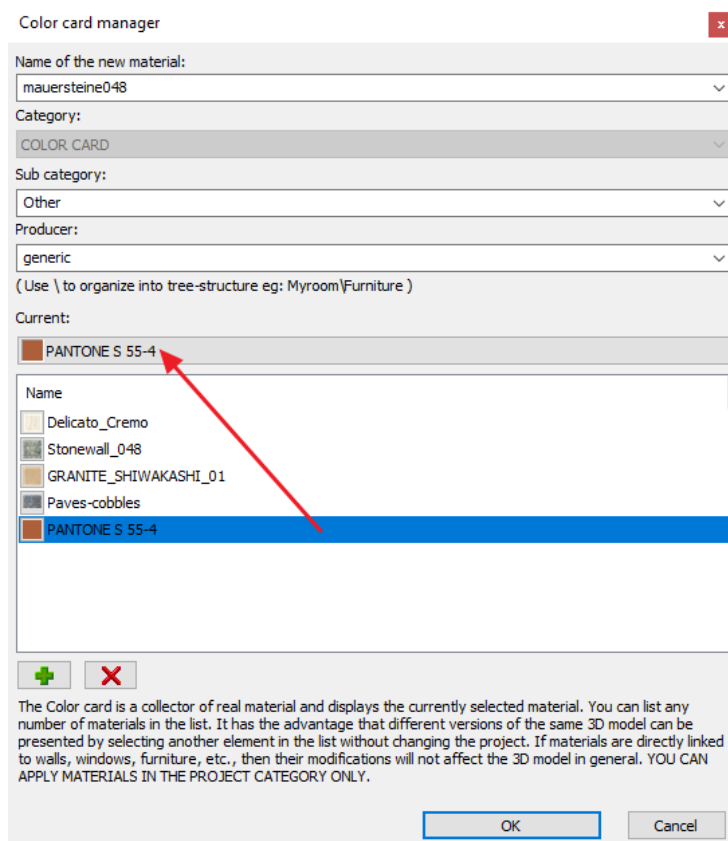 Color card manager
x
Name of the new material:
mauersteine048
Category:
COLOR CARD
Sub category:
Other
Producer:
generic
( Use \ to organize into tree-structure eg: Myroom\Furniture )
Current:
PANTONE S 55-4
Name
Delicato_Cremo
Stonewall_048
GRANITE_SHIWAKASHI_01
Paves-cobbles
PANTONE S 55-4
The Color card is a collector of real material and displays the currently selected material. You can list any
number of materials in the list. It has the advantage that different versions of the same 3D model can be
presented by selecting another element in the list without changing the project. If materials are directly linked
to walls, windows, furniture, etc., then their modifications will not affect the 3D model in general. YOU CAN
APPLY MATERIALS IN THE PROJECT CATEGORY ONLY.
OK
Cancel